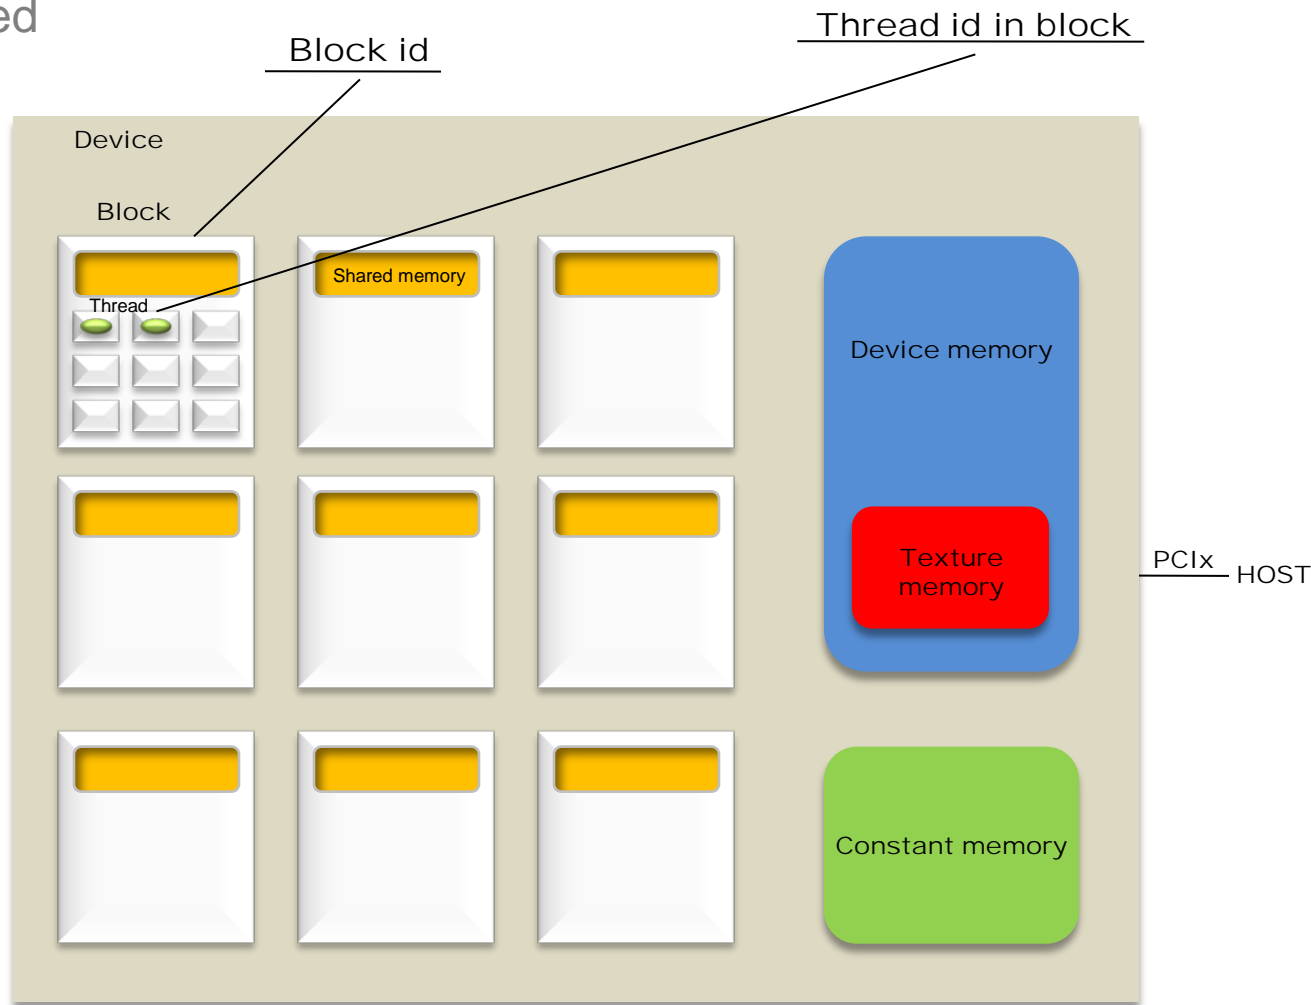 ed
Block id
Thread id in block
Device
Block
Thread
Shared memory
Device memory
Texture
memory
PCIx
HOST
Constant memory